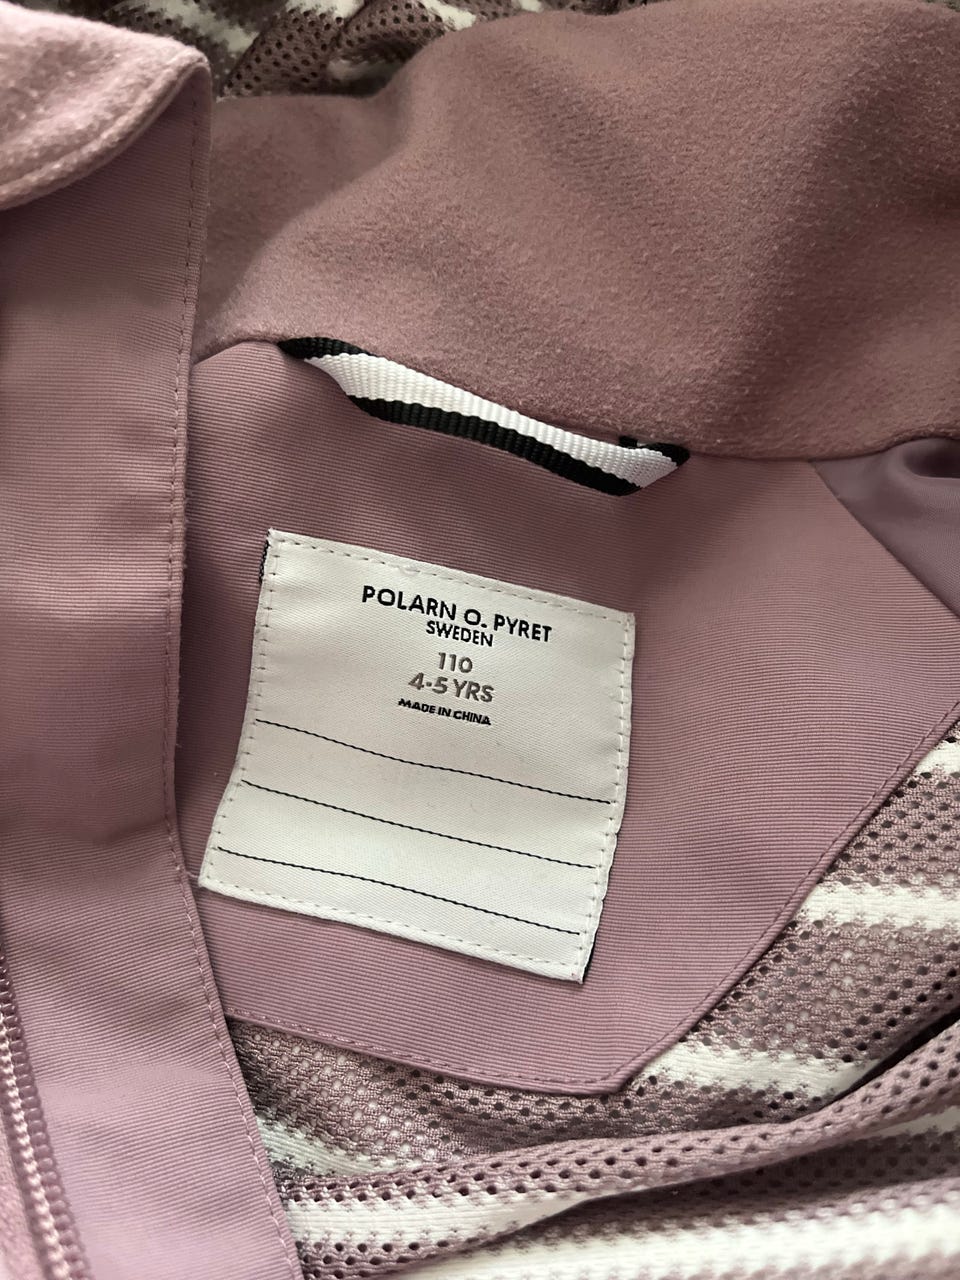 POLARN O. PYRET
SWEDEN
110
4-5 YRS
MADE IN CHINA